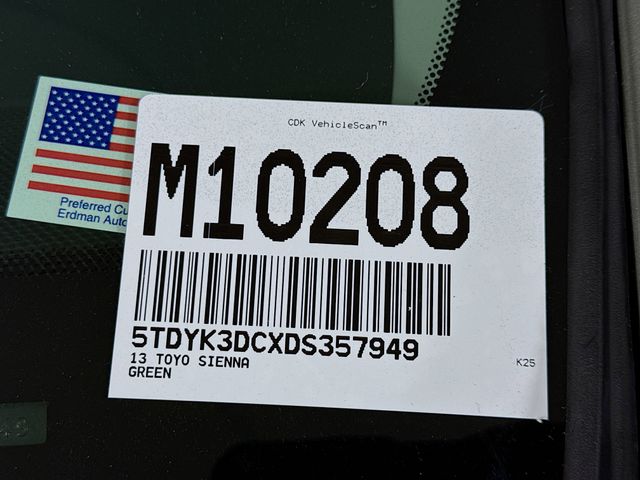 CDK VehicleScan™
M10208
5TDYK3DCXDS357949
13 TOYO SIENNA
GREEN
K25
Preferred Cu
Erdman Auto